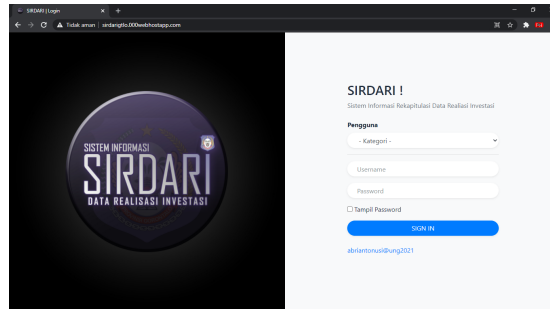 SIRDARI | Login
Tidak aman
sirdarigtlo.000webhostapp.com
SISTEM INFORMASI
SIRDARI
DATA REALISASI INVESTASI
SIRDARI !
Sistem Informasi Rekapitulasi Data Realiasi Investasi
Pengguna
- Kategori -
Username
Password
Tampil Password
SIGN IN
abriantonusi@ung2021